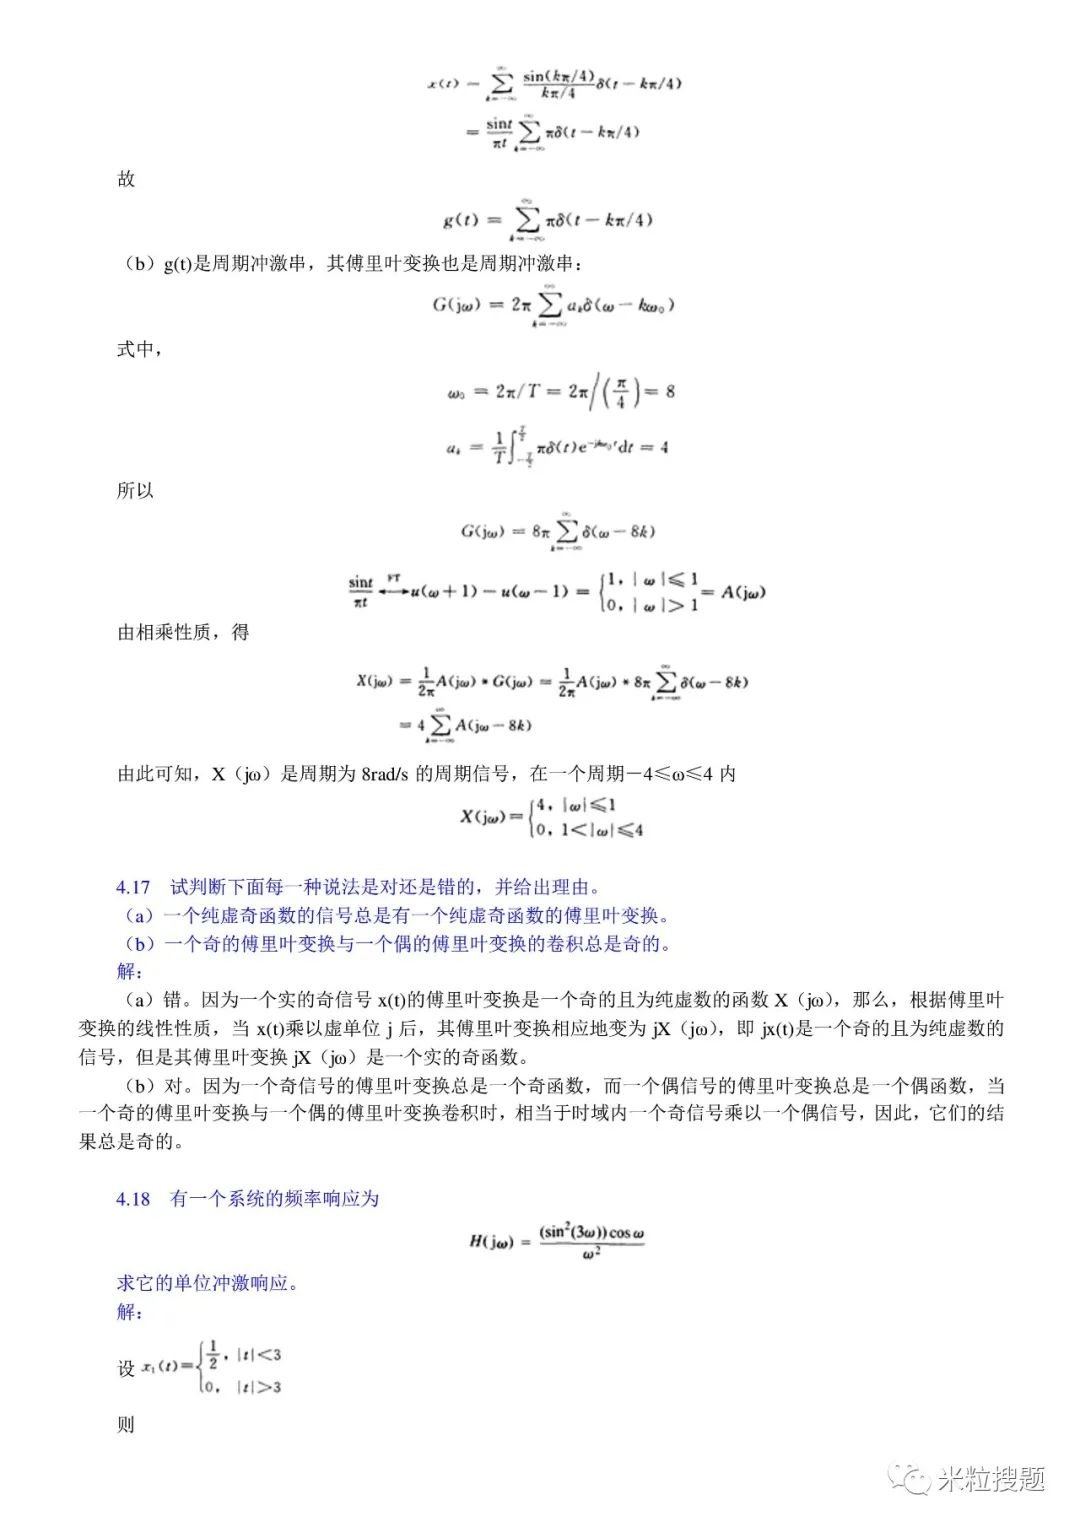 x(t) = ∑_{k=-∞}^{∞} \frac{sin(kπ/4)}{kπ/4} δ(t − kπ/4)
= \frac{sint}{πt} ∑_{k=-∞}^{∞} πδ(t − kπ/4)
故
g(t) = ∑_{k=-∞}^{∞} πδ(t − kπ/4)
（b）g(t)是周期冲激串，其傅里叶变换也是周期冲激串：
G(jω) = 2π ∑_{k=-∞}^{∞} a_k δ(ω − kω₀)
式中，
ω₀ = 2π/T = 2π/(\frac{π}{4}) = 8
a_k = \frac{1}{T} ∫_{-\frac{T}{2}}^{\frac{T}{2}} πδ(t)e^{-jkω₀t}dt = 4
所以
G(jω) = 8π ∑_{k=-∞}^{∞} δ(ω − 8k)
\frac{sint}{πt} ⟷^{FT} u(ω + 1) − u(ω − 1) = {1, |ω|≤1; 0, |ω|>1 = A(jω)
由相乘性质，得
X(jω) = \frac{1}{2π} A(jω) * G(jω) = \frac{1}{2π} A(jω) * 8π ∑_{k=-∞}^{∞} δ(ω − 8k)
= 4 ∑_{k=-∞}^{∞} A(jω − 8k)
由此可知，X（jω）是周期为 8rad/s 的周期信号，在一个周期－4≤ω≤4 内
X(jω) = {4, |ω|≤1; 0, 1<|ω|≤4
4.17 试判断下面每一种说法是对还是错的，并给出理由。
（a）一个纯虚奇函数的信号总是有一个纯虚奇函数的傅里叶变换。
（b）一个奇的傅里叶变换与一个偶的傅里叶变换的卷积总是奇的。
解：
（a）错。因为一个实的奇信号 x(t)的傅里叶变换是一个奇的且为纯虚数的函数 X（jω），那么，根据傅里叶
变换的线性性质，当 x(t)乘以虚单位 j 后，其傅里叶变换相应地变为 jX（jω），即 jx(t)是一个奇的且为纯虚数的
信号，但是其傅里叶变换 jX（jω）是一个实的奇函数。
（b）对。因为一个奇信号的傅里叶变换总是一个奇函数，而一个偶信号的傅里叶变换总是一个偶函数，当
一个奇的傅里叶变换与一个偶的傅里叶变换卷积时，相当于时域内一个奇信号乘以一个偶信号，因此，它们的结
果总是奇的。
4.18 有一个系统的频率响应为
H(jω) = \frac{(sin²(3ω))cos ω}{ω²}
求它的单位冲激响应。
解：
设 x₁(t)={\frac{1}{2}, |t|<3; 0, |t|>3
则
米粒搜题